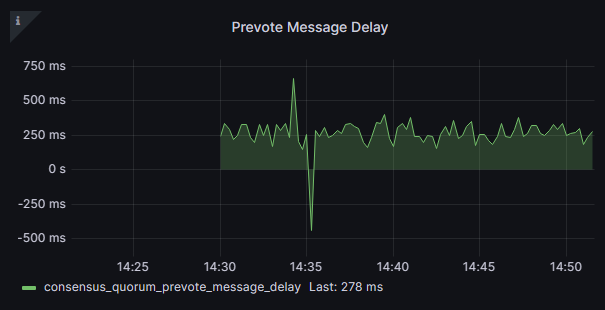 i
Prevote Message Delay
750 ms
500 ms
250 ms
0 s
-250 ms
-500 ms
14:25 14:30 14:35 14:40 14:45 14:50
consensus_quorum_prevote_message_delay Last: 278 ms